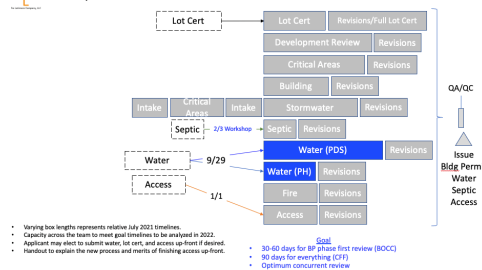 Lot Cert
Lot Cert
Revisions/Full Lot Cert
Development Review
Revisions
Critical Areas
Revisions
QA/QC
Building
Revisions
Intake
Critical
Areas
Intake
Stormwater
Revisions
Septic
2/3 Workshop
Septic
Revisions
Water (PDS)
Revisions
Issue
Bldg Perm
Water
Septic
Access
Water
9/29
Water (PH)
Revisions
Access
1/1
Fire
Revisions
Access
Revisions
• Varying box lengths represents relative July 2021 timelines.
• Capacity across the team to meet goal timelines to be analyzed in 2022.
• Applicant may elect to submit water, lot cert, and access up-front if desired.
• Handout to explain the new process and merits of finishing access up-front.
Goal
• 30-60 days for BP phase first review (BOCC)
• 90 days for everything (CFF)
• Optimum concurrent review